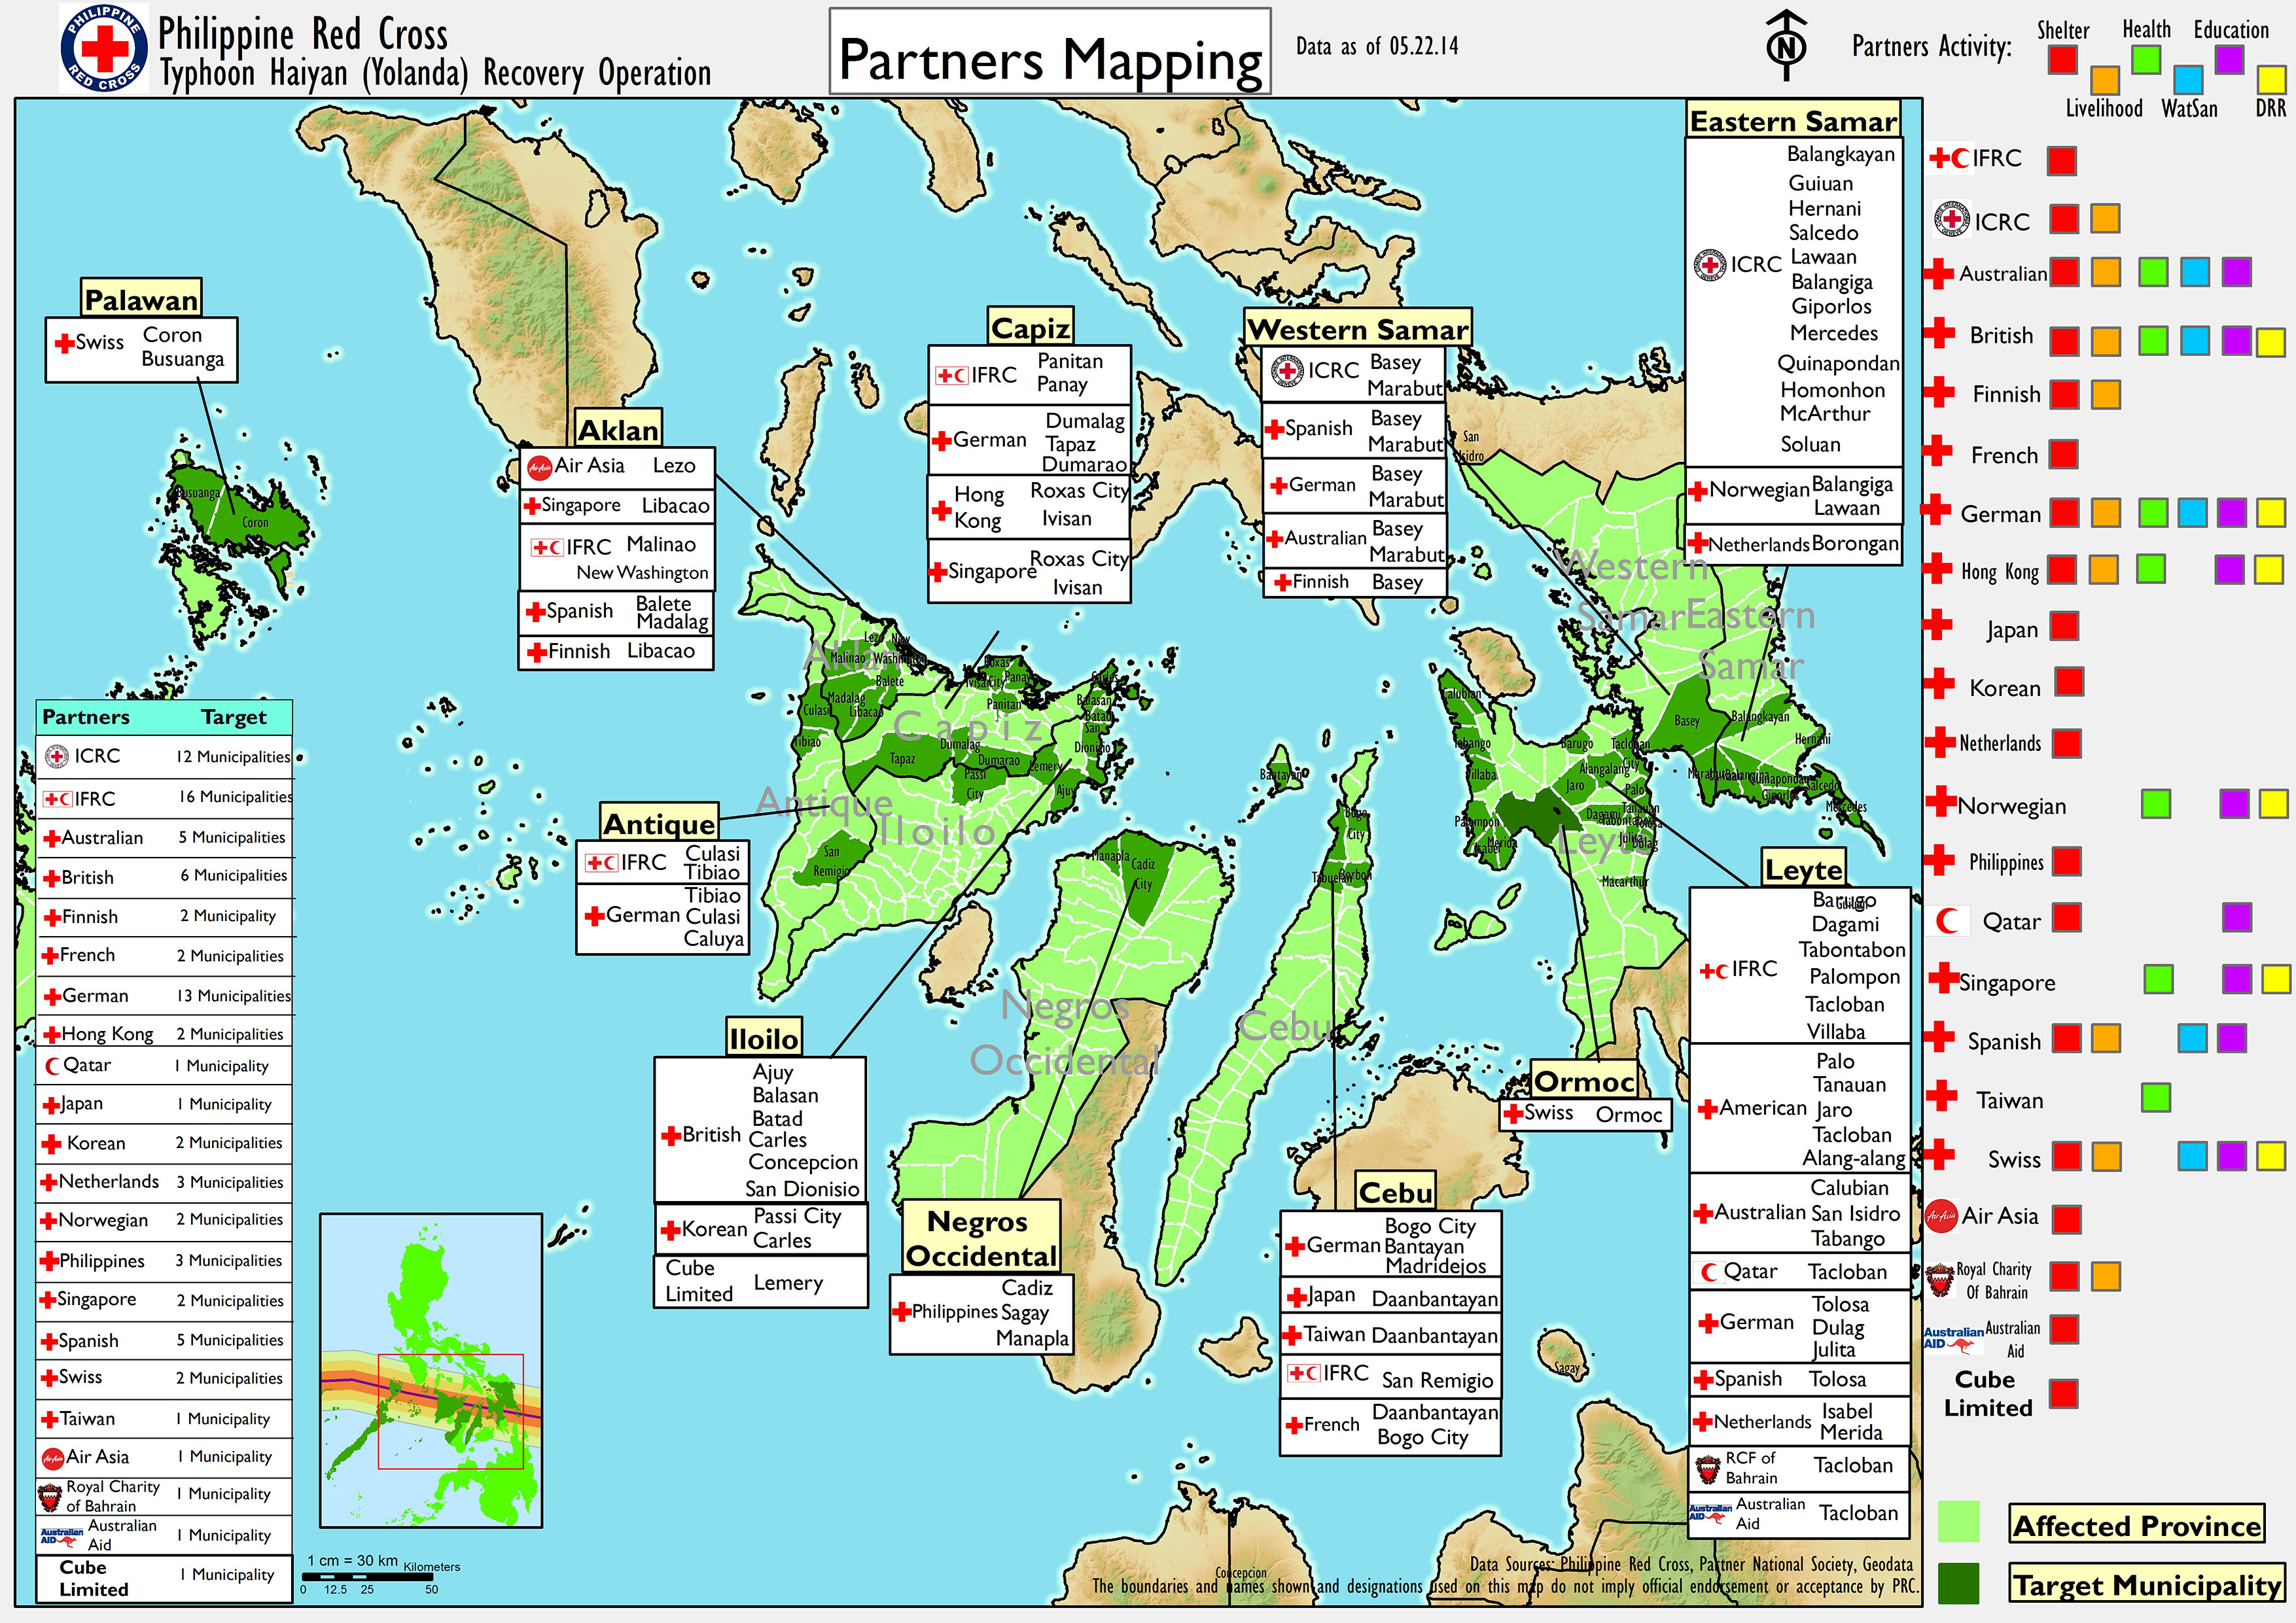 PHILIPPINE
RED CROSS
Philippine Red Cross
Typhoon Haiyan (Yolanda) Recovery Operation
Partners Mapping
Data as of 05.22.14
N
Partners Activity:
Shelter
Health
Education
Livelihood
WatSan
DRR
Palawan
Swiss
Coron
Busuanga
Aklan
Air Asia Lezo
Singapore Libacao
IFRC Malinao
New Washington
Spanish Balete
Madalag
Finnish Libacao
Capiz
IFRC Panitan
Panay
German Dumalag
Tapaz
Dumarao
Hong Kong Roxas City
Ivisan
Singapore Roxas City
Ivisan
Western Samar
ICRC Basey
Marabut
Spanish Basey
Marabut
German Basey
Marabut
Australian Basey
Marabut
Finnish Basey
Eastern Samar
ICRC
Balangkayan
Guiuan
Hernani
Salcedo
Lawaan
Balangiga
Giporlos
Mercedes
Quinapondan
Homonhon
McArthur
Soluan
Norwegian Balangiga
Lawaan
Netherlands Borongan
Antique
IFRC Culasi
Tibiao
German Tibiao
Culasi
Caluya
Iloilo
British
Ajuy
Balasan
Batad
Carles
Concepcion
San Dionisio
Korean Passi City
Carles
Cube Limited Lemery
Negros
Occidental
Philippines Cadiz
Sagay
Manapla
Cebu
German Bogo City
Bantayan
Madridejos
Japan Daanbantayan
Taiwan Daanbantayan
IFRC San Remigio
French Daanbantayan
Bogo City
Ormoc
Swiss Ormoc
Leyte
IFRC
Barugo
Dagami
Tabontabon
Palompon
Tacloban
Villaba
American
Palo
Tanauan
Jaro
Tacloban
Alang-alang
Australian Calubian
San Isidro
Tabango
Qatar Tacloban
German Tolosa
Dulag
Julita
Spanish Tolosa
Netherlands Isabel
Merida
RCF of
Bahrain Tacloban
Australian AID Australian
Aid Tacloban
Partners Target
ICRC 12 Municipalities
IFRC 16 Municipalities
Australian 5 Municipalities
British 6 Municipalities
Finnish 2 Municipality
French 2 Municipalities
German 13 Municipalities
Hong Kong 2 Municipalities
Qatar 1 Municipality
Japan 1 Municipality
Korean 2 Municipalities
Netherlands 3 Municipalities
Norwegian 2 Municipalities
Philippines 3 Municipalities
Singapore 2 Municipalities
Spanish 5 Municipalities
Swiss 2 Municipalities
Taiwan 1 Municipality
Air Asia 1 Municipality
Royal Charity
of Bahrain 1 Municipality
Australian AID Australian
Aid 1 Municipality
Cube
Limited 1 Municipality
Busuanga
Coron
Aklan
Lezo
New
Malinao
Washington
Balete
Madalag
Libacao
Culasi
Tibiao
Capiz
Roxas
City
Ivisan
Panay
Panitan
Carles
Balasan
Batad
San
Dionisio
Dumalag
Tapaz
Dumarao
Lemery
Passi
City
Ajuy
Antique
Iloilo
San
Remigio
Manapla
Cadiz
City
Negros
Occidental
Cebu
Bantayan
Bogo
City
Tabuelan
Borbon
San
Isidro
Western
Samar
Eastern
Samar
Basey
Balangkayan
Hernani
Marabut
Quinapondan
Giporlos
Salcedo
Mercedes
Calubian
Tabango
Villaba
Palompon
Isabel
Merida
Barugo
Tacloban
City
Alangalang
Jaro
Palo
Tanauan
Dagami
Tabontabon
Tolosa
Julita
Dulag
Leyte
Macarthur
Guiuan
Sagay
Concepcion
IFRC
ICRC
Australian
British
Finnish
French
German
Hong Kong
Japan
Korean
Netherlands
Norwegian
Philippines
Qatar
Singapore
Spanish
Taiwan
Swiss
Air Asia
Royal Charity
Of Bahrain
Australian AID Australian
Aid
Cube
Limited
Affected Province
Target Municipality
1 cm = 30 km Kilometers
0 12.5 25 50
Data Sources: Philippine Red Cross, Partner National Society, Geodata
The boundaries and names shown and designations used on this map do not imply official endorsement or acceptance by PRC.